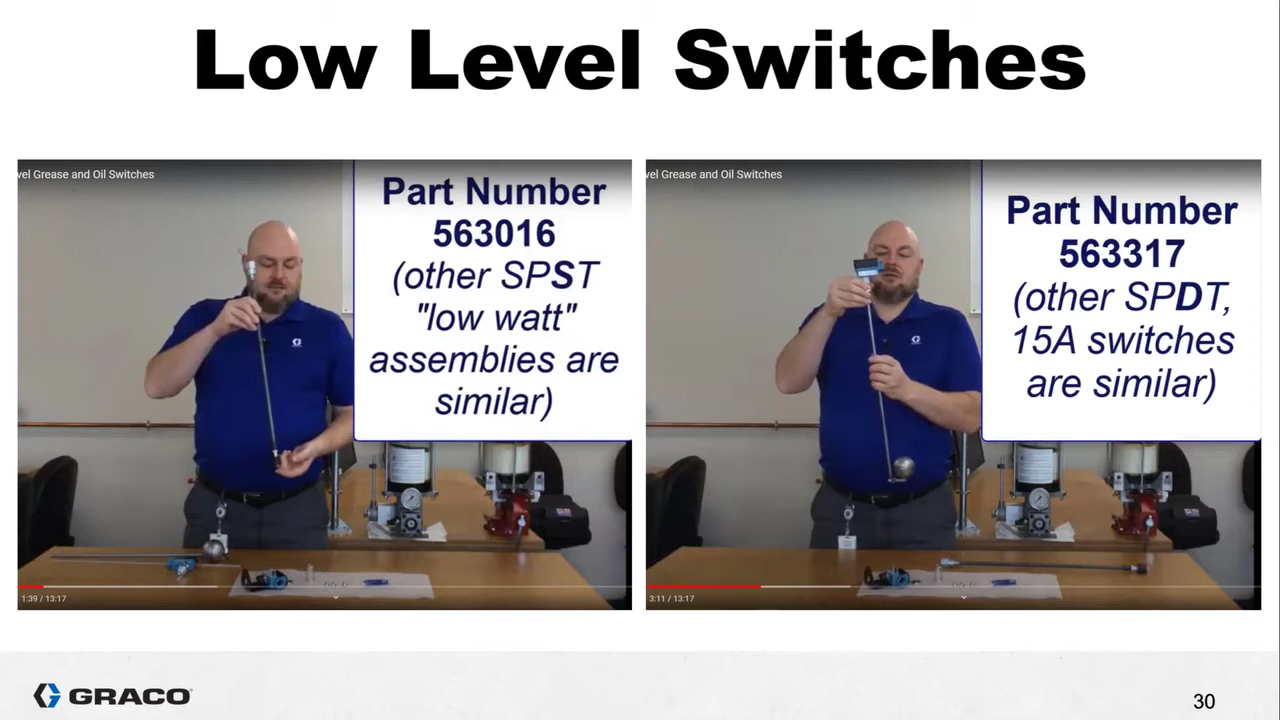 Low Level Switches
vel Grease and Oil Switches
Part Number
563016
(other SPST
"low watt"
assemblies are
similar)
1:39 / 13:17
vel Grease and Oil Switches
Part Number
563317
(other SPDT,
15A switches
are similar)
3:11 / 13:17
GRACO
30